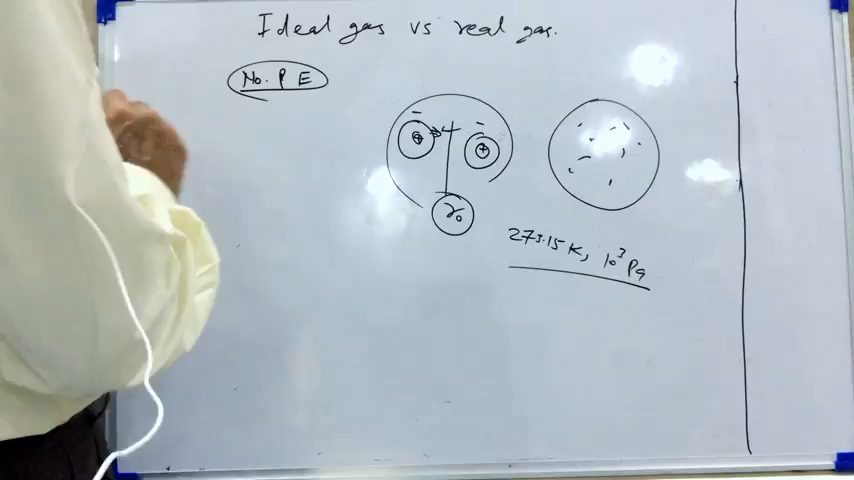 Ideal gas vs real gas.
No. P E
- -
+ +
r₀
273.15 K, 10³ Pa